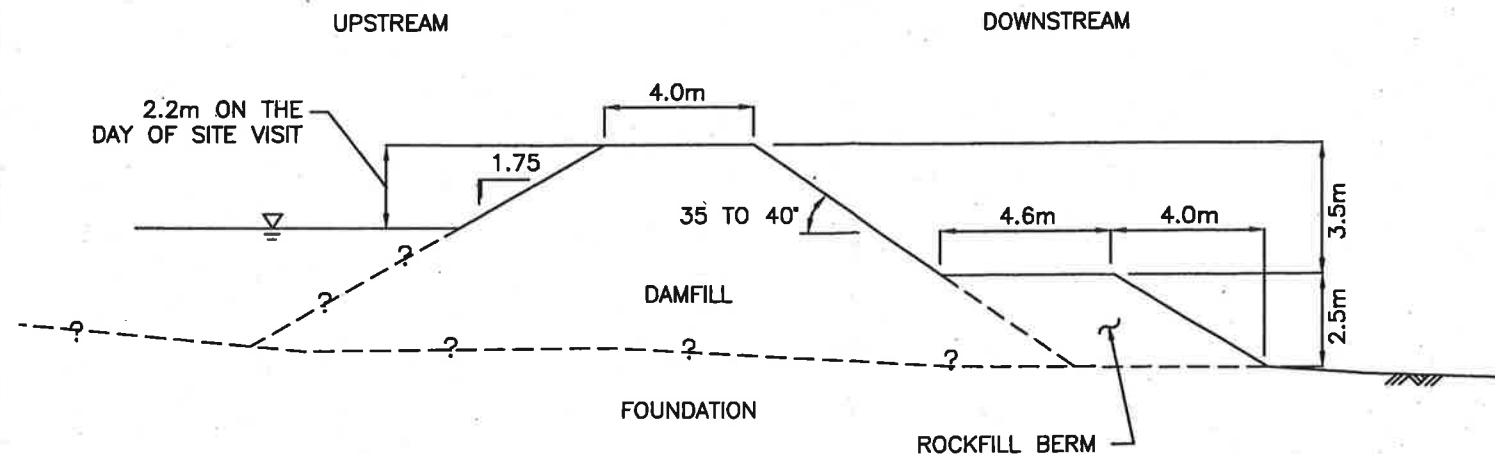 UPSTREAM
DOWNSTREAM
2.2m ON THE
DAY OF SITE VISIT
4.0m
1.75
35 TO 40°
4.6m
4.0m
3.5m
2.5m
?
?
?
?
?
?
DAMFILL
FOUNDATION
ROCKFILL BERM